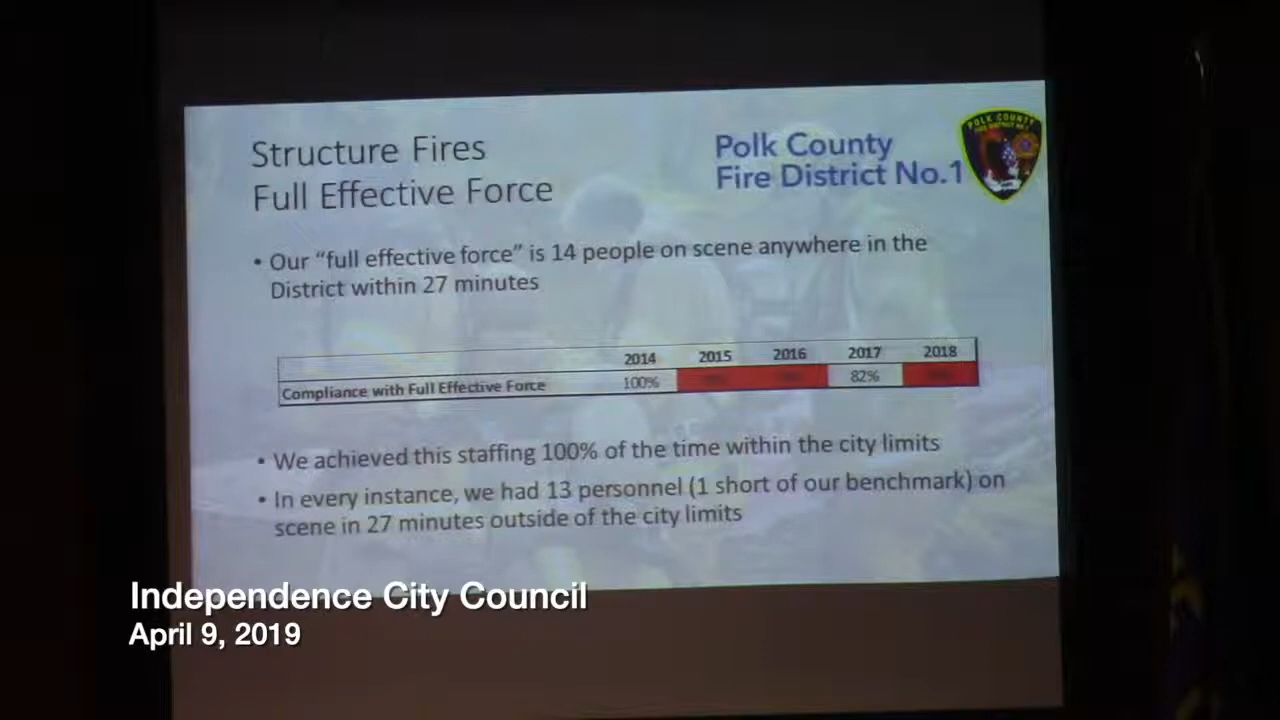 Structure Fires
Full Effective Force
Polk County
Fire District No.1
POLK COUNTY
• Our “full effective force” is 14 people on scene anywhere in the
District within 27 minutes
2014 2015 2016 2017 2018
Compliance with Full Effective Force 100% 82%
• We achieved this staffing 100% of the time within the city limits
• In every instance, we had 13 personnel (1 short of our benchmark) on
scene in 27 minutes outside of the city limits
Independence City Council
April 9, 2019